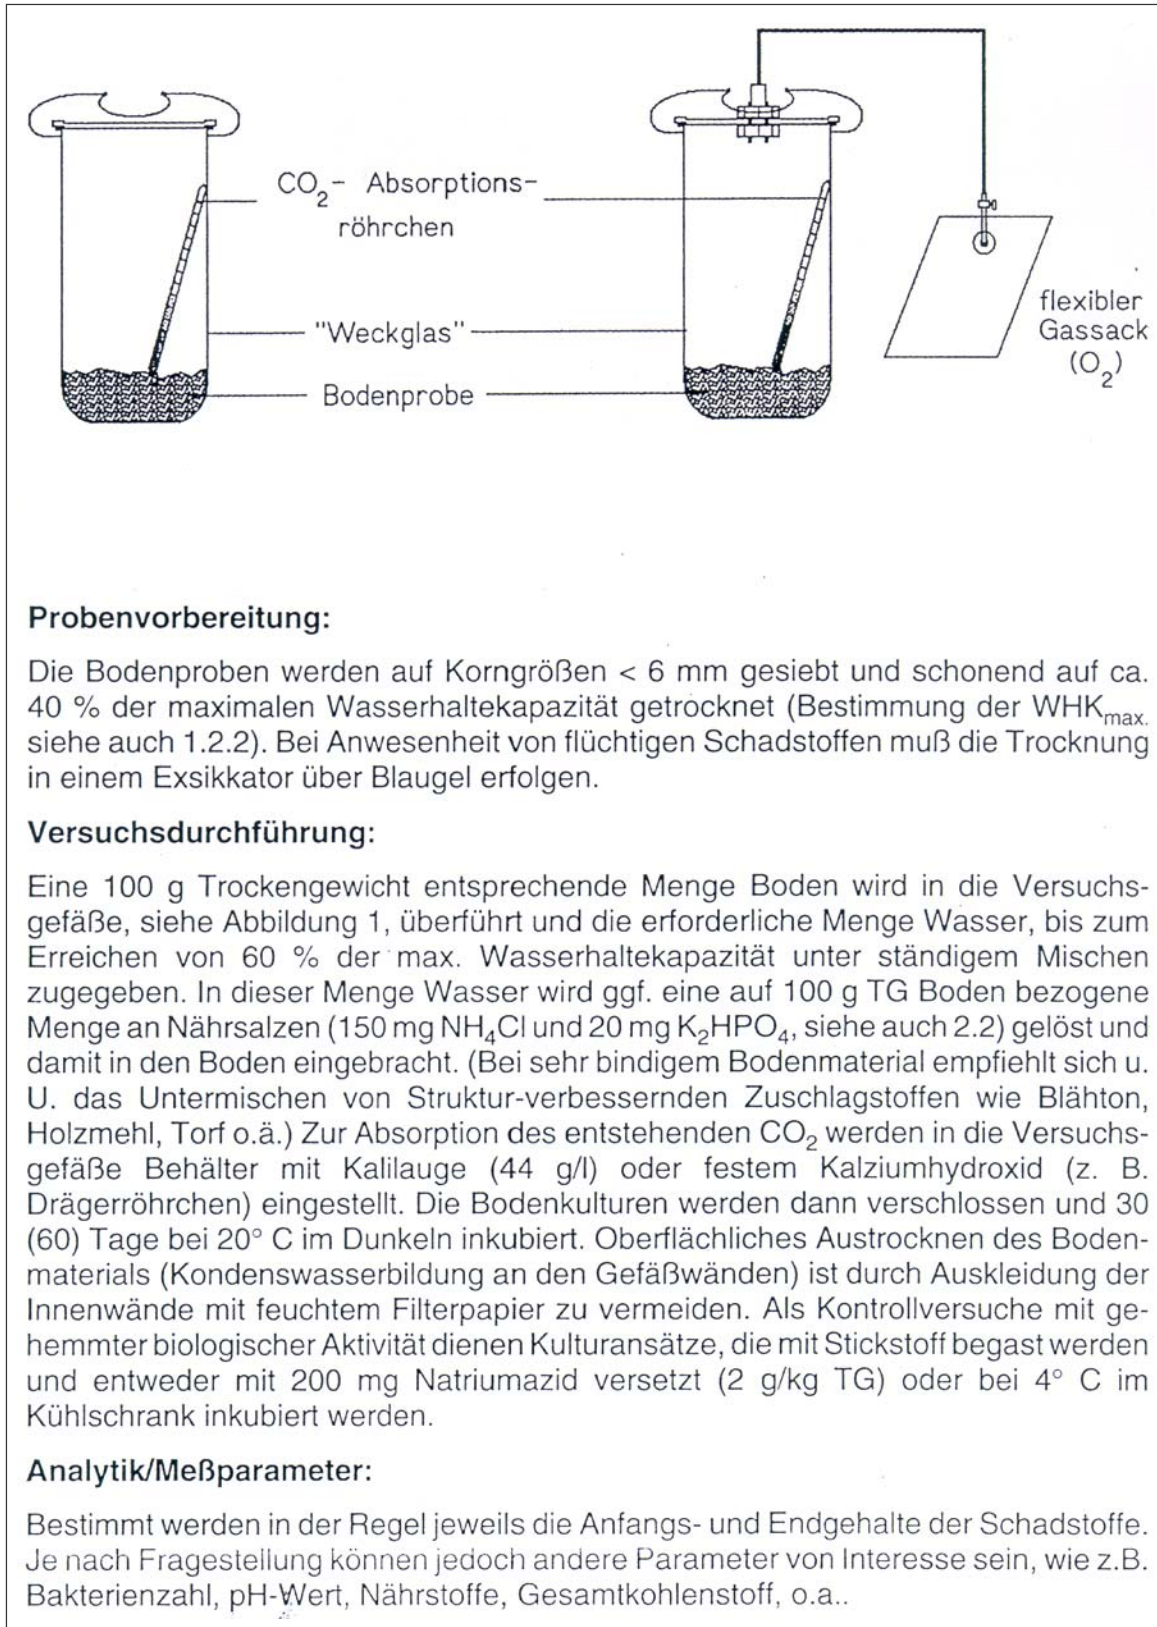 CO₂- Absorptions-
röhrchen
"Weckglas"
Bodenprobe
flexibler
Gassack
(O₂)
Probenvorbereitung:
Die Bodenproben werden auf Korngrößen < 6 mm gesiebt und schonend auf ca.
40 % der maximalen Wasserhaltekapazität getrocknet (Bestimmung der WHKmax.
siehe auch 1.2.2). Bei Anwesenheit von flüchtigen Schadstoffen muß die Trocknung
in einem Exsikkator über Blaugel erfolgen.
Versuchsdurchführung:
Eine 100 g Trockengewicht entsprechende Menge Boden wird in die Versuchs-
gefäße, siehe Abbildung 1, überführt und die erforderliche Menge Wasser, bis zum
Erreichen von 60 % der max. Wasserhaltekapazität unter ständigem Mischen
zugegeben. In dieser Menge Wasser wird ggf. eine auf 100 g TG Boden bezogene
Menge an Nährsalzen (150 mg NH₄Cl und 20 mg K₂HPO₄, siehe auch 2.2) gelöst und
damit in den Boden eingebracht. (Bei sehr bindigem Bodenmaterial empfiehlt sich u.
U. das Untermischen von Struktur-verbessernden Zuschlagstoffen wie Blähton,
Holzmehl, Torf o.ä.) Zur Absorption des entstehenden CO₂ werden in die Versuchs-
gefäße Behälter mit Kalilauge (44 g/l) oder festem Kalziumhydroxid (z. B.
Drägerröhrchen) eingestellt. Die Bodenkulturen werden dann verschlossen und 30
(60) Tage bei 20° C im Dunkeln inkubiert. Oberflächliches Austrocknen des Boden-
materials (Kondenswasserbildung an den Gefäßwänden) ist durch Auskleidung der
Innenwände mit feuchtem Filterpapier zu vermeiden. Als Kontrollversuche mit ge-
hemmter biologischer Aktivität dienen Kulturansätze, die mit Stickstoff begast werden
und entweder mit 200 mg Natriumazid versetzt (2 g/kg TG) oder bei 4° C im
Kühlschrank inkubiert werden.
Analytik/Meßparameter:
Bestimmt werden in der Regel jeweils die Anfangs- und Endgehalte der Schadstoffe.
Je nach Fragestellung können jedoch andere Parameter von Interesse sein, wie z.B.
Bakterienzahl, pH-Wert, Nährstoffe, Gesamtkohlenstoff, o.a..